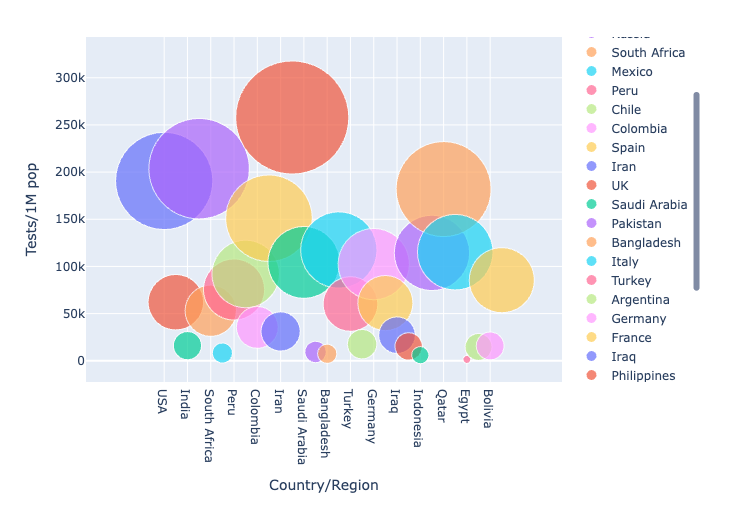 300k
250k
200k
150k
100k
50k
0
Tests/1M pop
USA
India
South Africa
Peru
Colombia
Iran
Saudi Arabia
Bangladesh
Turkey
Germany
Iraq
Indonesia
Qatar
Egypt
Bolivia
Country/Region
South Africa
Mexico
Peru
Chile
Colombia
Spain
Iran
UK
Saudi Arabia
Pakistan
Bangladesh
Italy
Turkey
Argentina
Germany
France
Iraq
Philippines